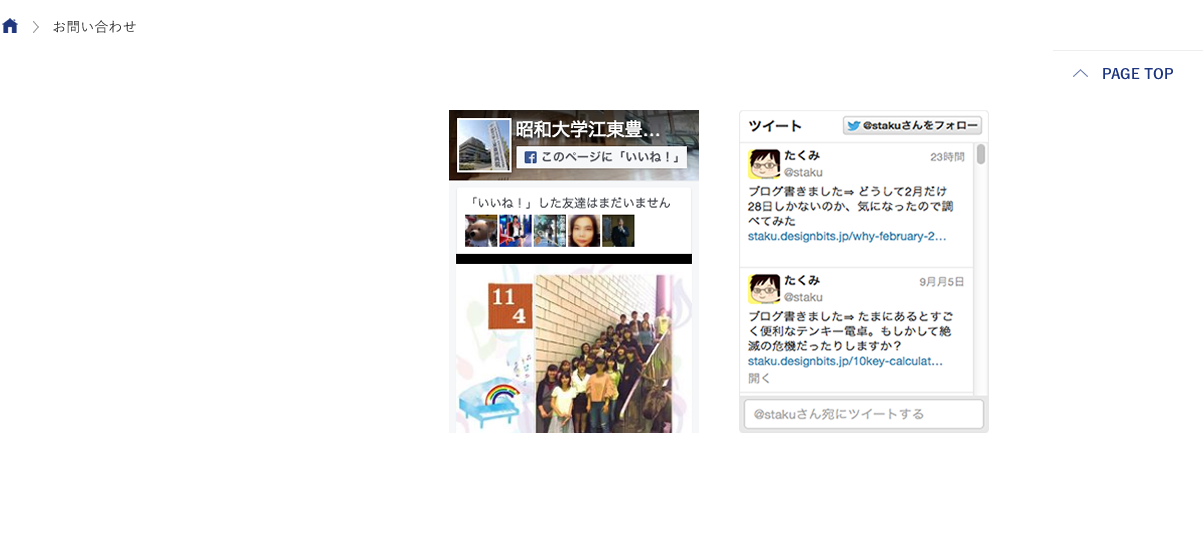 お問い合わせ
PAGE TOP
昭和大学江東豊...
このページに「いいね！」
「いいね！」した友達はまだいません
11
4
ツイート
@stakuさんをフォロー
たくみ
23時間
@staku
ブログ書きました⇒ どうして2月だけ
28日しかないのか、気になったので調
べてみた
staku.designbits.jp/why-february-2...
たくみ
9月月5日
@staku
ブログ書きました⇒ たまにあるとすご
く便利なテンキー電卓。もしかして絶
滅の危機だったりしますか？
staku.designbits.jp/10key-calculat...
開く
@stakuさん宛にツイートする